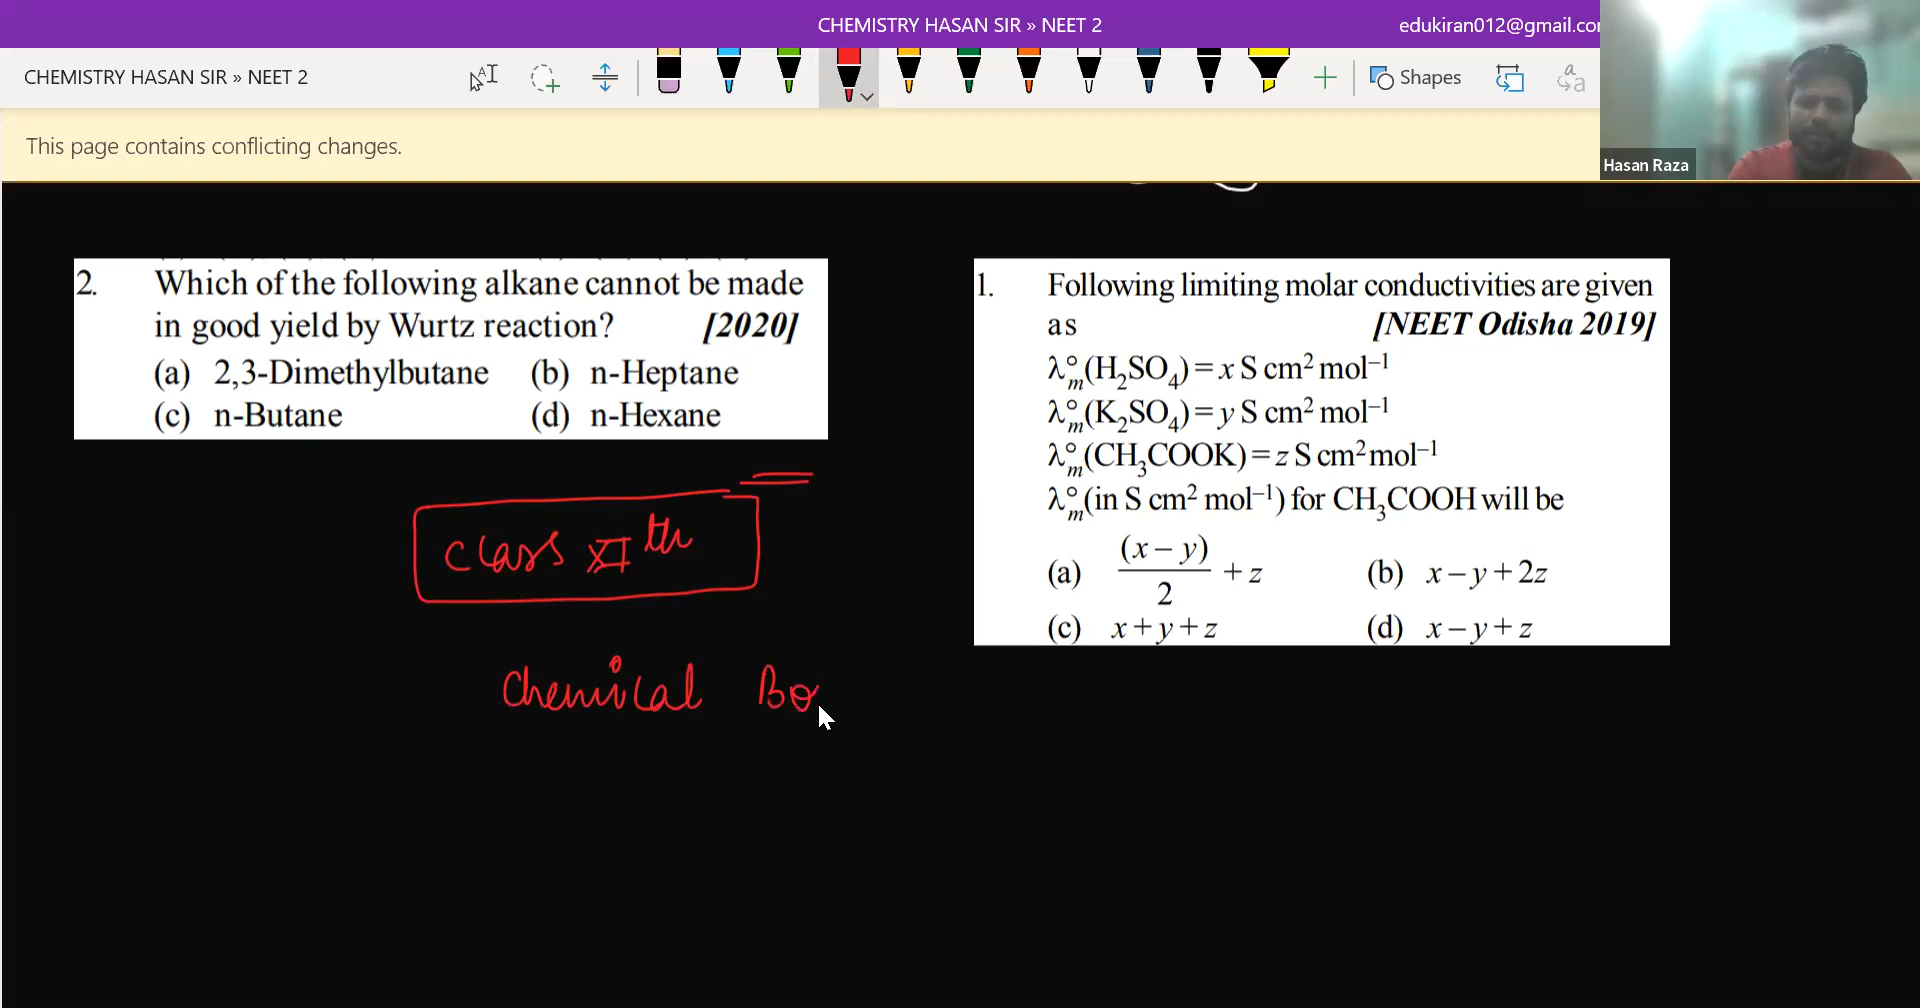 CHEMISTRY HASAN SIR » NEET 2
edukiran012@gmail.co
CHEMISTRY HASAN SIR » NEET 2
Shapes
This page contains conflicting changes.
Hasan Raza
2. Which of the following alkane cannot be made
in good yield by Wurtz reaction? [2020]
(a) 2,3-Dimethylbutane (b) n-Heptane
(c) n-Butane (d) n-Hexane
class XIth
Chemical Bo
1. Following limiting molar conductivities are given
as [NEET Odisha 2019]
λ°m(H₂SO₄) = x S cm² mol⁻¹
λ°m(K₂SO₄) = y S cm² mol⁻¹
λ°m(CH₃COOK) = z S cm² mol⁻¹
λ°m(in S cm² mol⁻¹) for CH₃COOH will be
(a) (x – y)/2 + z (b) x – y + 2z
(c) x + y + z (d) x – y + z